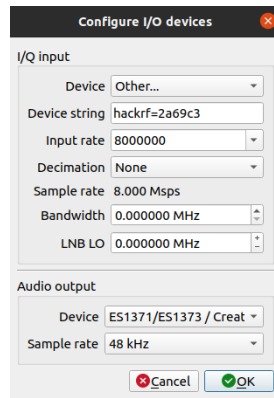 Configure I/O devices
I/Q input
Device Other...
Device string hackrf=2a69c3
Input rate 8000000
Decimation None
Sample rate 8.000 Msps
Bandwidth 0.000000 MHz
LNB LO 0.000000 MHz
Audio output
Device ES1371/ES1373 / Creat
Sample rate 48 kHz
Cancel OK